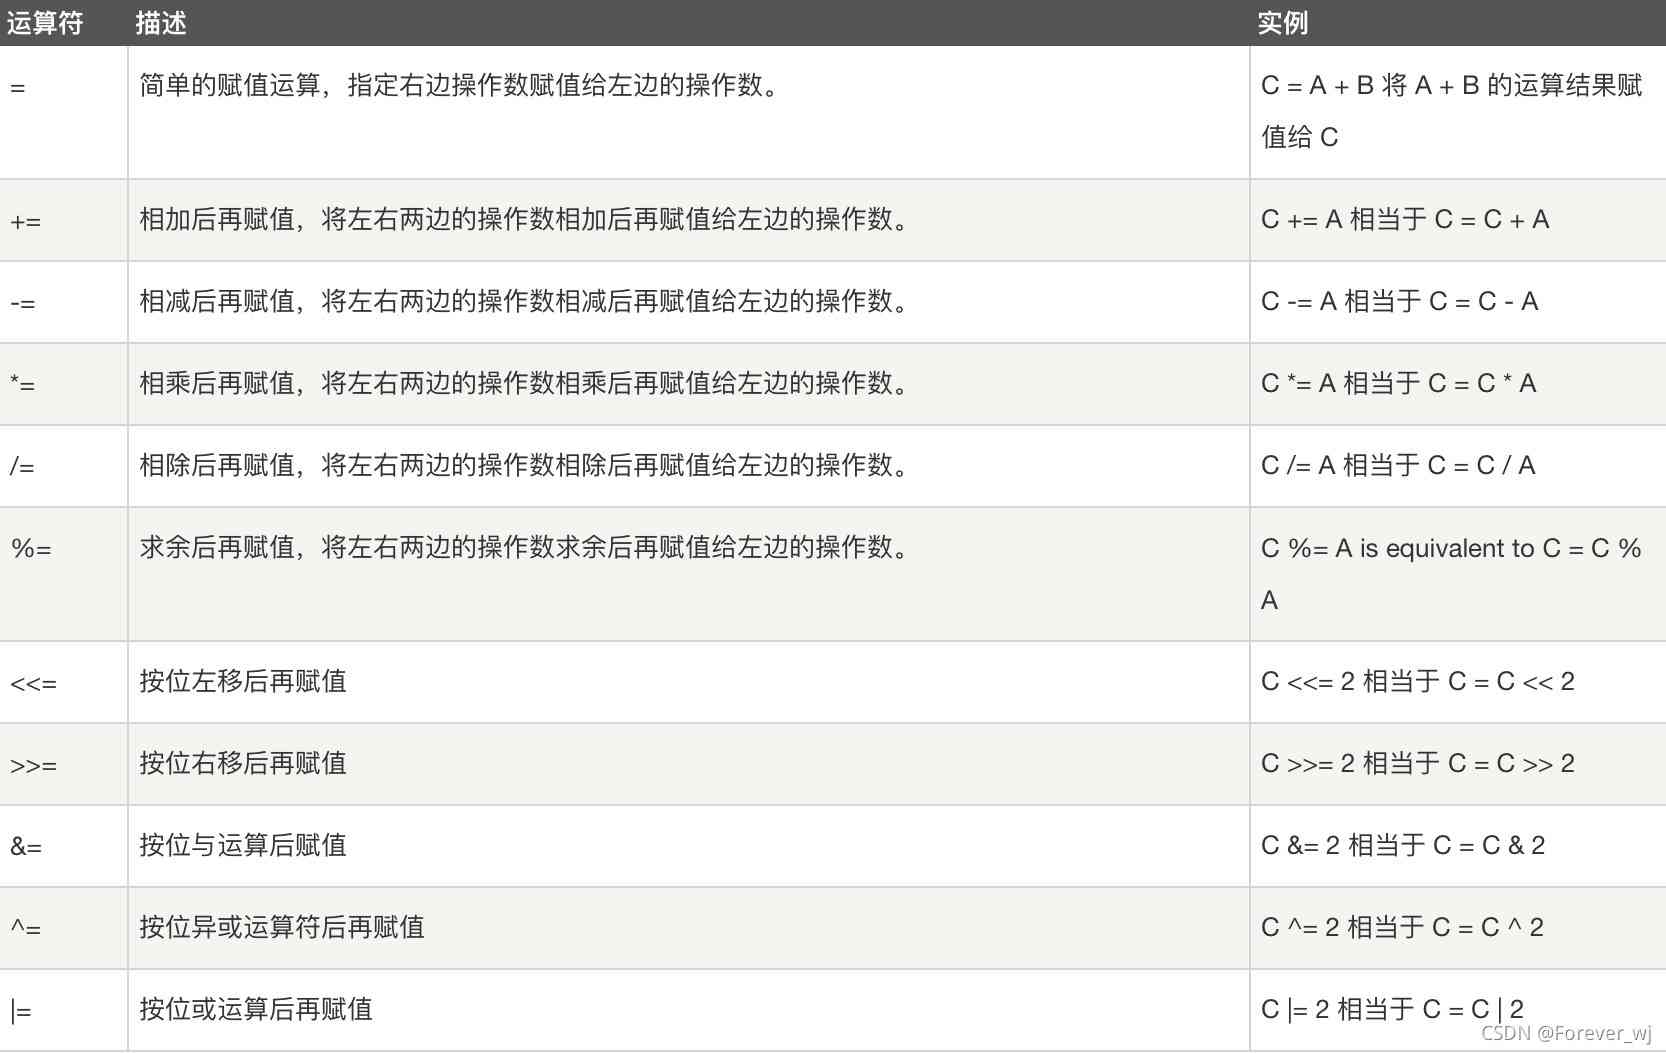 运算符 描述 实例
= 简单的赋值运算，指定右边操作数赋值给左边的操作数。 C = A + B 将 A + B 的运算结果赋
值给 C
+= 相加后再赋值，将左右两边的操作数相加后再赋值给左边的操作数。 C += A 相当于 C = C + A
-= 相减后再赋值，将左右两边的操作数相减后再赋值给左边的操作数。 C -= A 相当于 C = C - A
*= 相乘后再赋值，将左右两边的操作数相乘后再赋值给左边的操作数。 C *= A 相当于 C = C * A
/= 相除后再赋值，将左右两边的操作数相除后再赋值给左边的操作数。 C /= A 相当于 C = C / A
%= 求余后再赋值，将左右两边的操作数求余后再赋值给左边的操作数。 C %= A is equivalent to C = C %
A
<<= 按位左移后再赋值 C <<= 2 相当于 C = C << 2
>>= 按位右移后再赋值 C >>= 2 相当于 C = C >> 2
&= 按位与运算后赋值 C &= 2 相当于 C = C & 2
^= 按位异或运算符后再赋值 C ^= 2 相当于 C = C ^ 2
|= 按位或运算后再赋值 C |= 2 相当于 C = C | 2
CSDN @Forever_wj